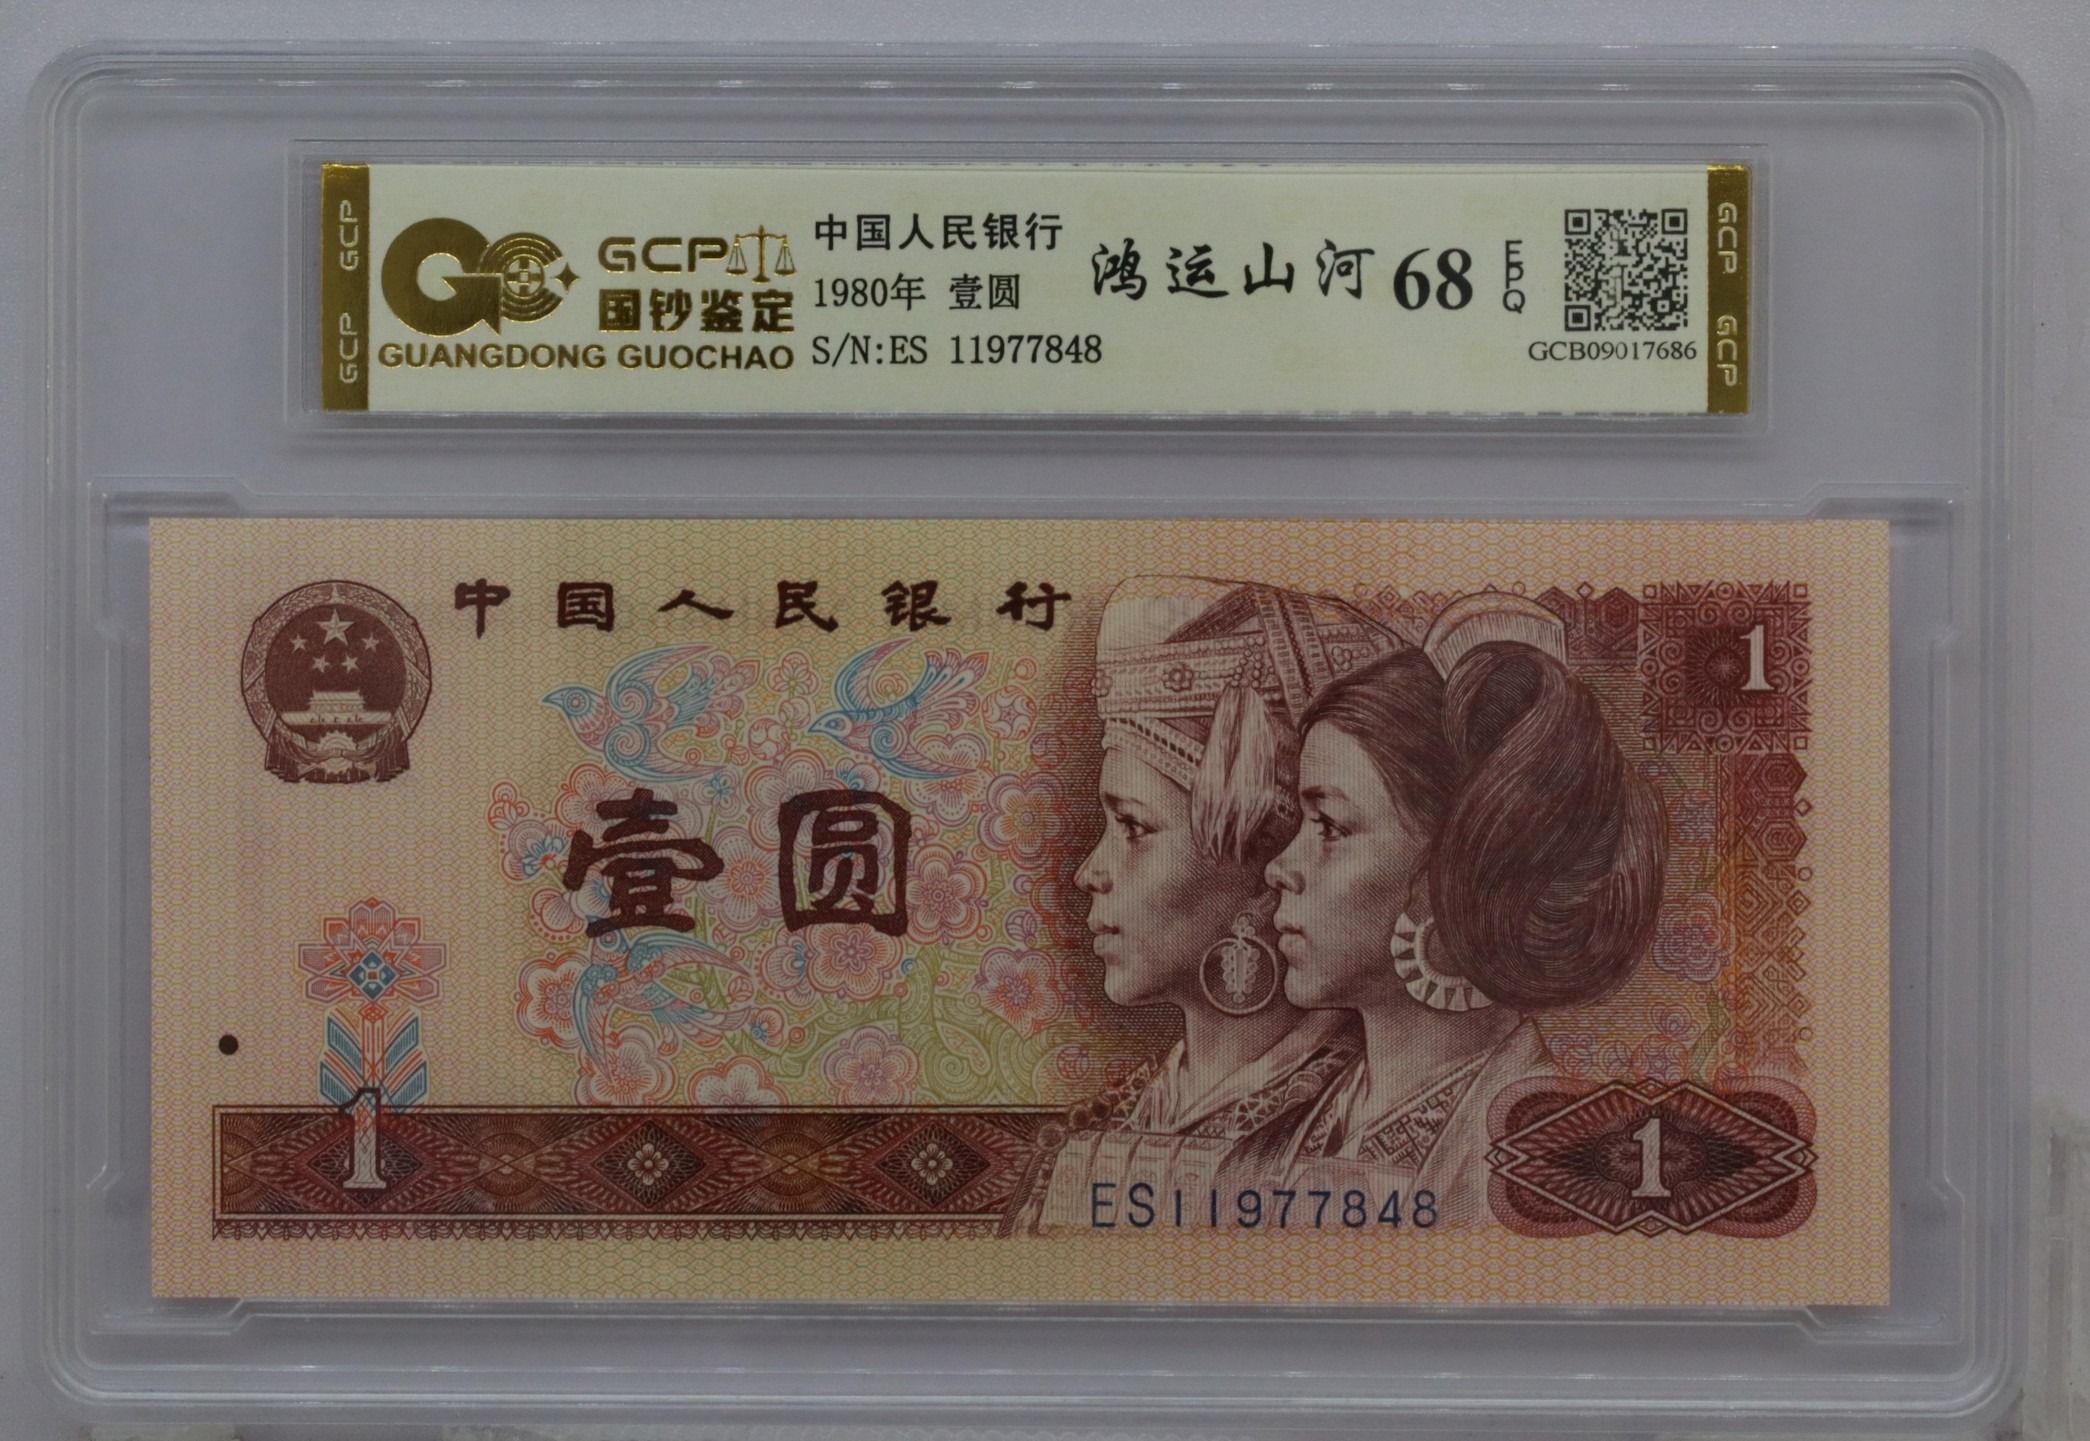 GCP GCP
GCP
国钞鉴定
GUANGDONG GUOCHAO
中国人民银行
1980年 壹圆
S/N:ES 11977848
鸿运山河 68 EPQ
GCB09017686
GCP GCP
中国人民银行
1
壹圆
1
ES11977848
1